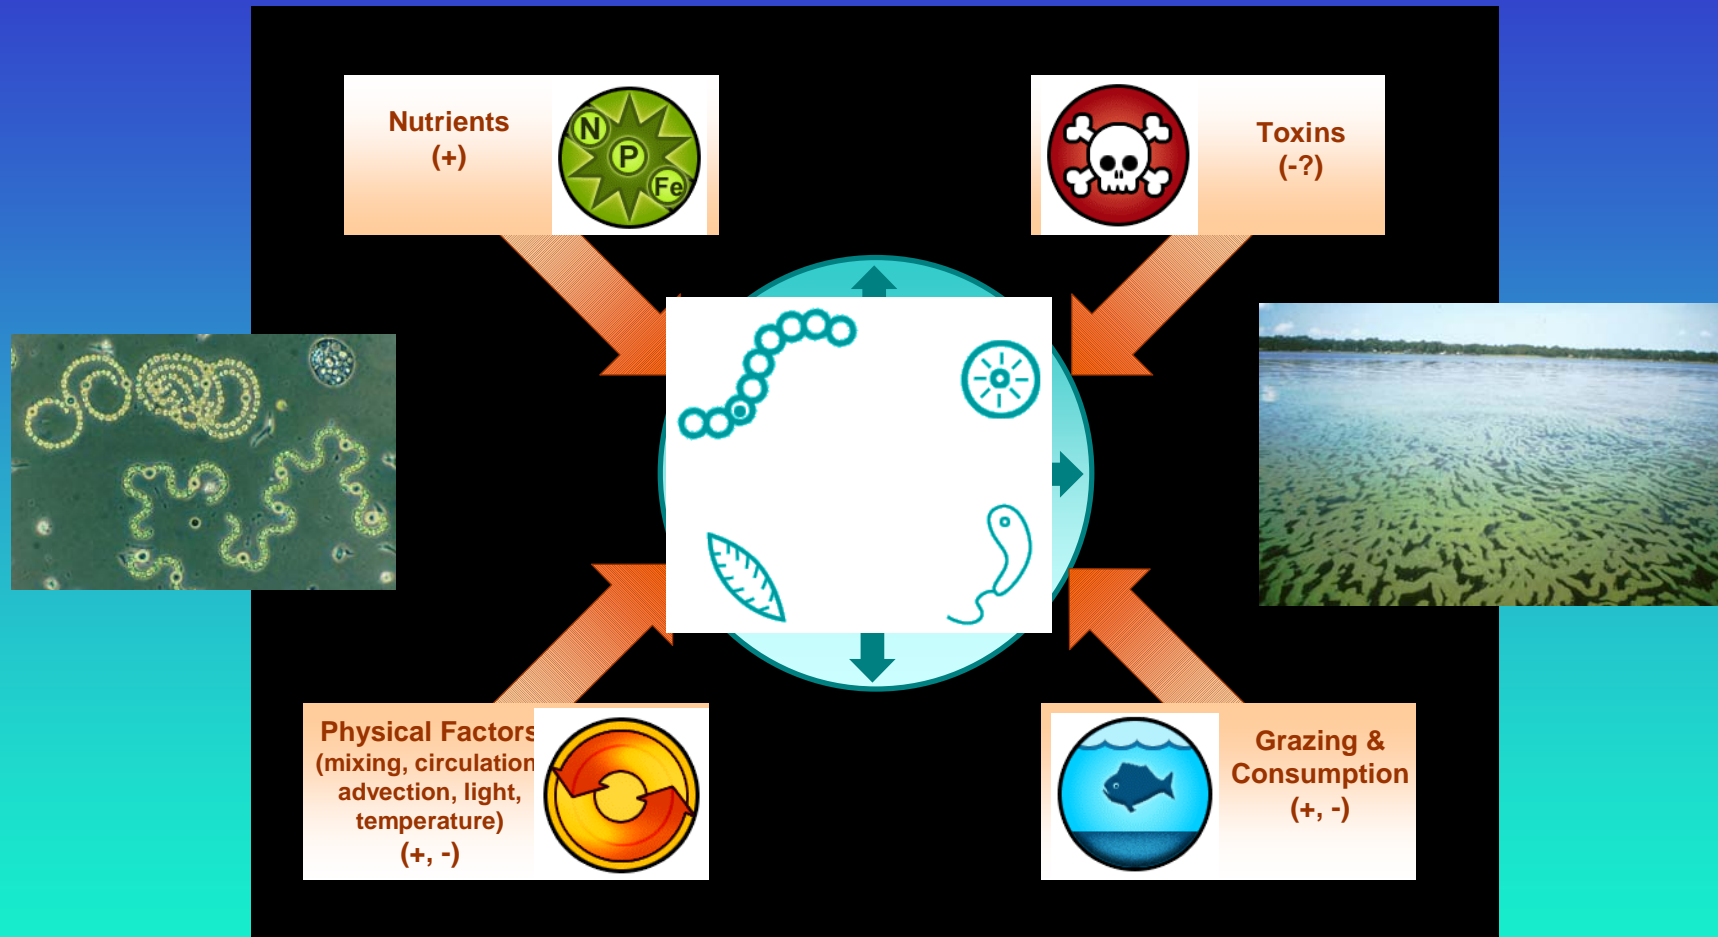 Nutrients
(+)
N
P
Fe
Toxins
(-?)
Physical Factors
(mixing, circulation
advection, light,
temperature)
(+, -)
Grazing &
Consumption
(+, -)